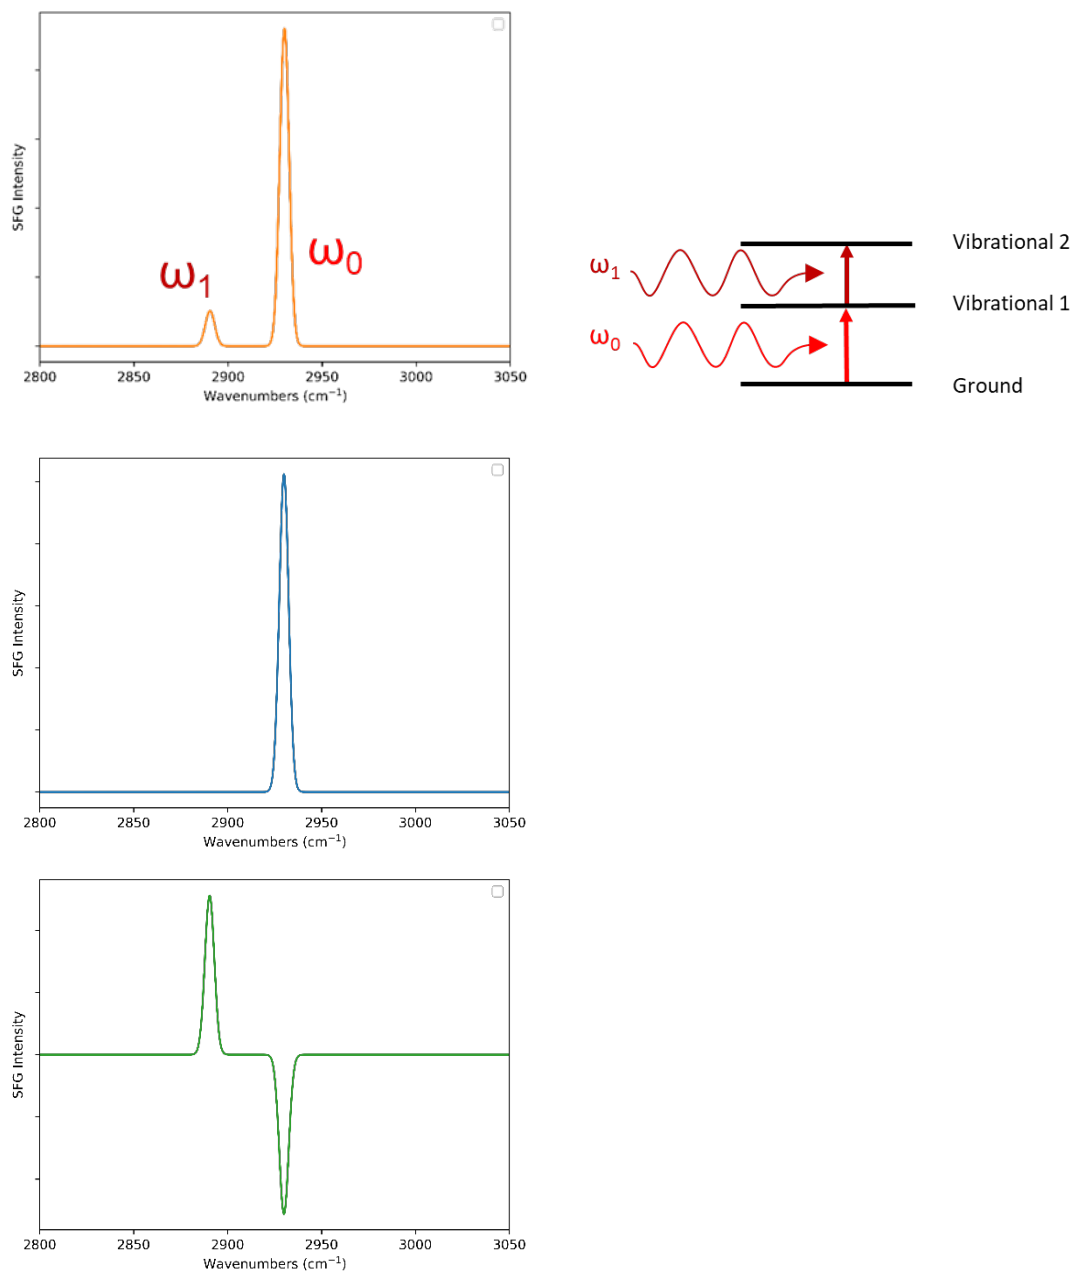 SFG Intensity
ω1
ω0
2800 2850 2900 2950 3000 3050
Wavenumbers (cm⁻¹)
ω1
ω0
Vibrational 2
Vibrational 1
Ground
SFG Intensity
2800 2850 2900 2950 3000 3050
Wavenumbers (cm⁻¹)
SFG Intensity
2800 2850 2900 2950 3000 3050
Wavenumbers (cm⁻¹)